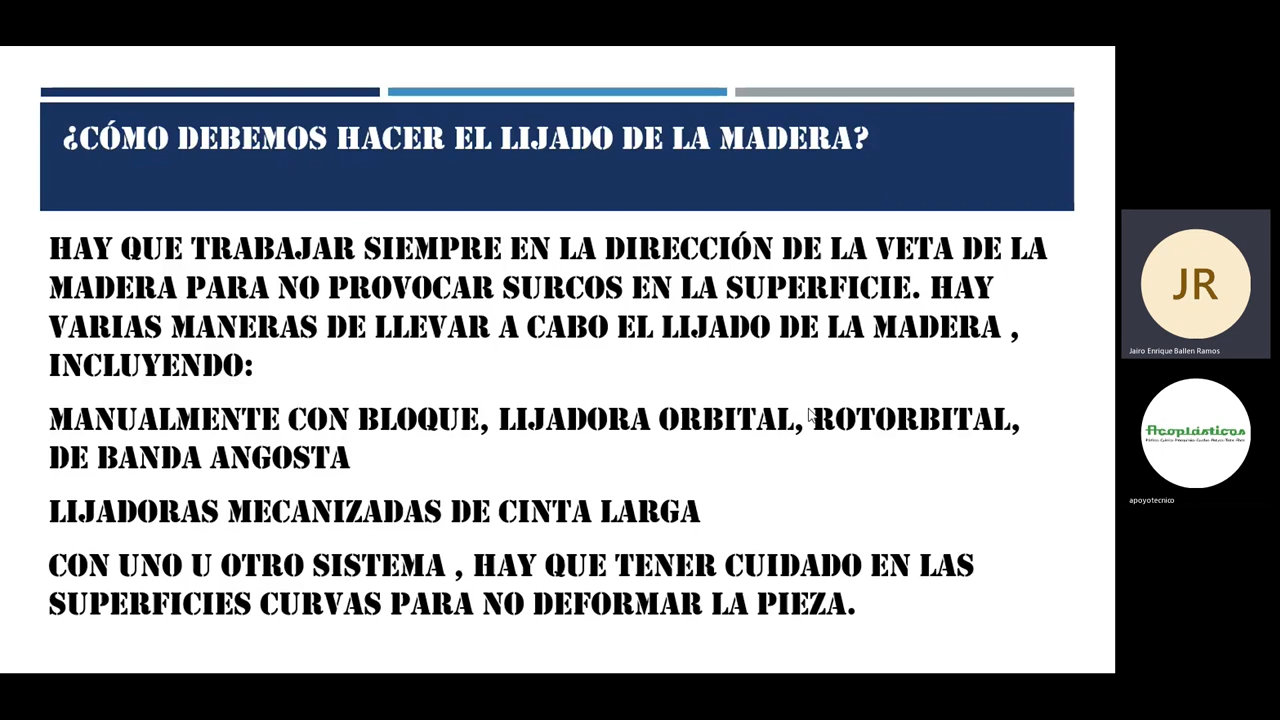 ¿CÓMO DEBEMOS HACER EL LIJADO DE LA MADERA?
HAY QUE TRABAJAR SIEMPRE EN LA DIRECCIÓN DE LA VETA DE LA
MADERA PARA NO PROVOCAR SURCOS EN LA SUPERFICIE. HAY
VARIAS MANERAS DE LLEVAR A CABO EL LIJADO DE LA MADERA ,
INCLUYENDO:
MANUALMENTE CON BLOQUE, LIJADORA ORBITAL, ROTORBITAL,
DE BANDA ANGOSTA
LIJADORAS MECANIZADAS DE CINTA LARGA
CON UNO U OTRO SISTEMA , HAY QUE TENER CUIDADO EN LAS
SUPERFICIES CURVAS PARA NO DEFORMAR LA PIEZA.
JR
Jairo Enrique Ballen Ramos
Acoplásticos
apoyotecnico